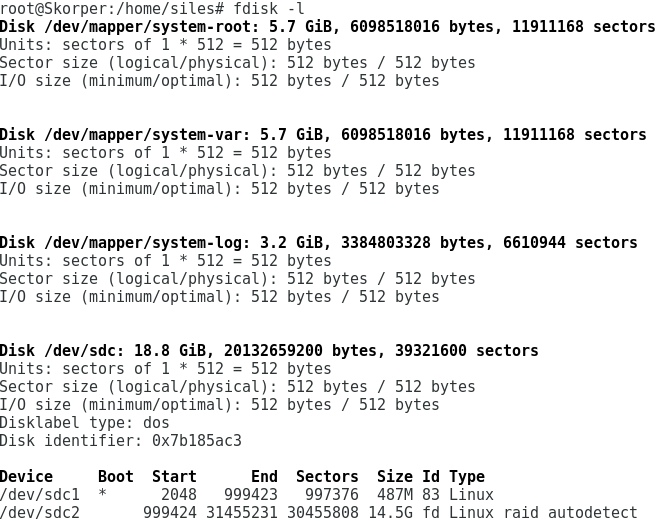 root@Skorper:/home/siles# fdisk -l
Disk /dev/mapper/system-root: 5.7 GiB, 6098518016 bytes, 11911168 sectors
Units: sectors of 1 * 512 = 512 bytes
Sector size (logical/physical): 512 bytes / 512 bytes
I/O size (minimum/optimal): 512 bytes / 512 bytes
Disk /dev/mapper/system-var: 5.7 GiB, 6098518016 bytes, 11911168 sectors
Units: sectors of 1 * 512 = 512 bytes
Sector size (logical/physical): 512 bytes / 512 bytes
I/O size (minimum/optimal): 512 bytes / 512 bytes
Disk /dev/mapper/system-log: 3.2 GiB, 3384803328 bytes, 6610944 sectors
Units: sectors of 1 * 512 = 512 bytes
Sector size (logical/physical): 512 bytes / 512 bytes
I/O size (minimum/optimal): 512 bytes / 512 bytes
Disk /dev/sdc: 18.8 GiB, 20132659200 bytes, 39321600 sectors
Units: sectors of 1 * 512 = 512 bytes
Sector size (logical/physical): 512 bytes / 512 bytes
I/O size (minimum/optimal): 512 bytes / 512 bytes
Disklabel type: dos
Disk identifier: 0x7b185ac3
Device     Boot  Start      End  Sectors  Size Id Type
/dev/sdc1  *      2048   999423   997376  487M 83 Linux
/dev/sdc2       999424 31455231 30455808 14.5G fd Linux raid autodetect